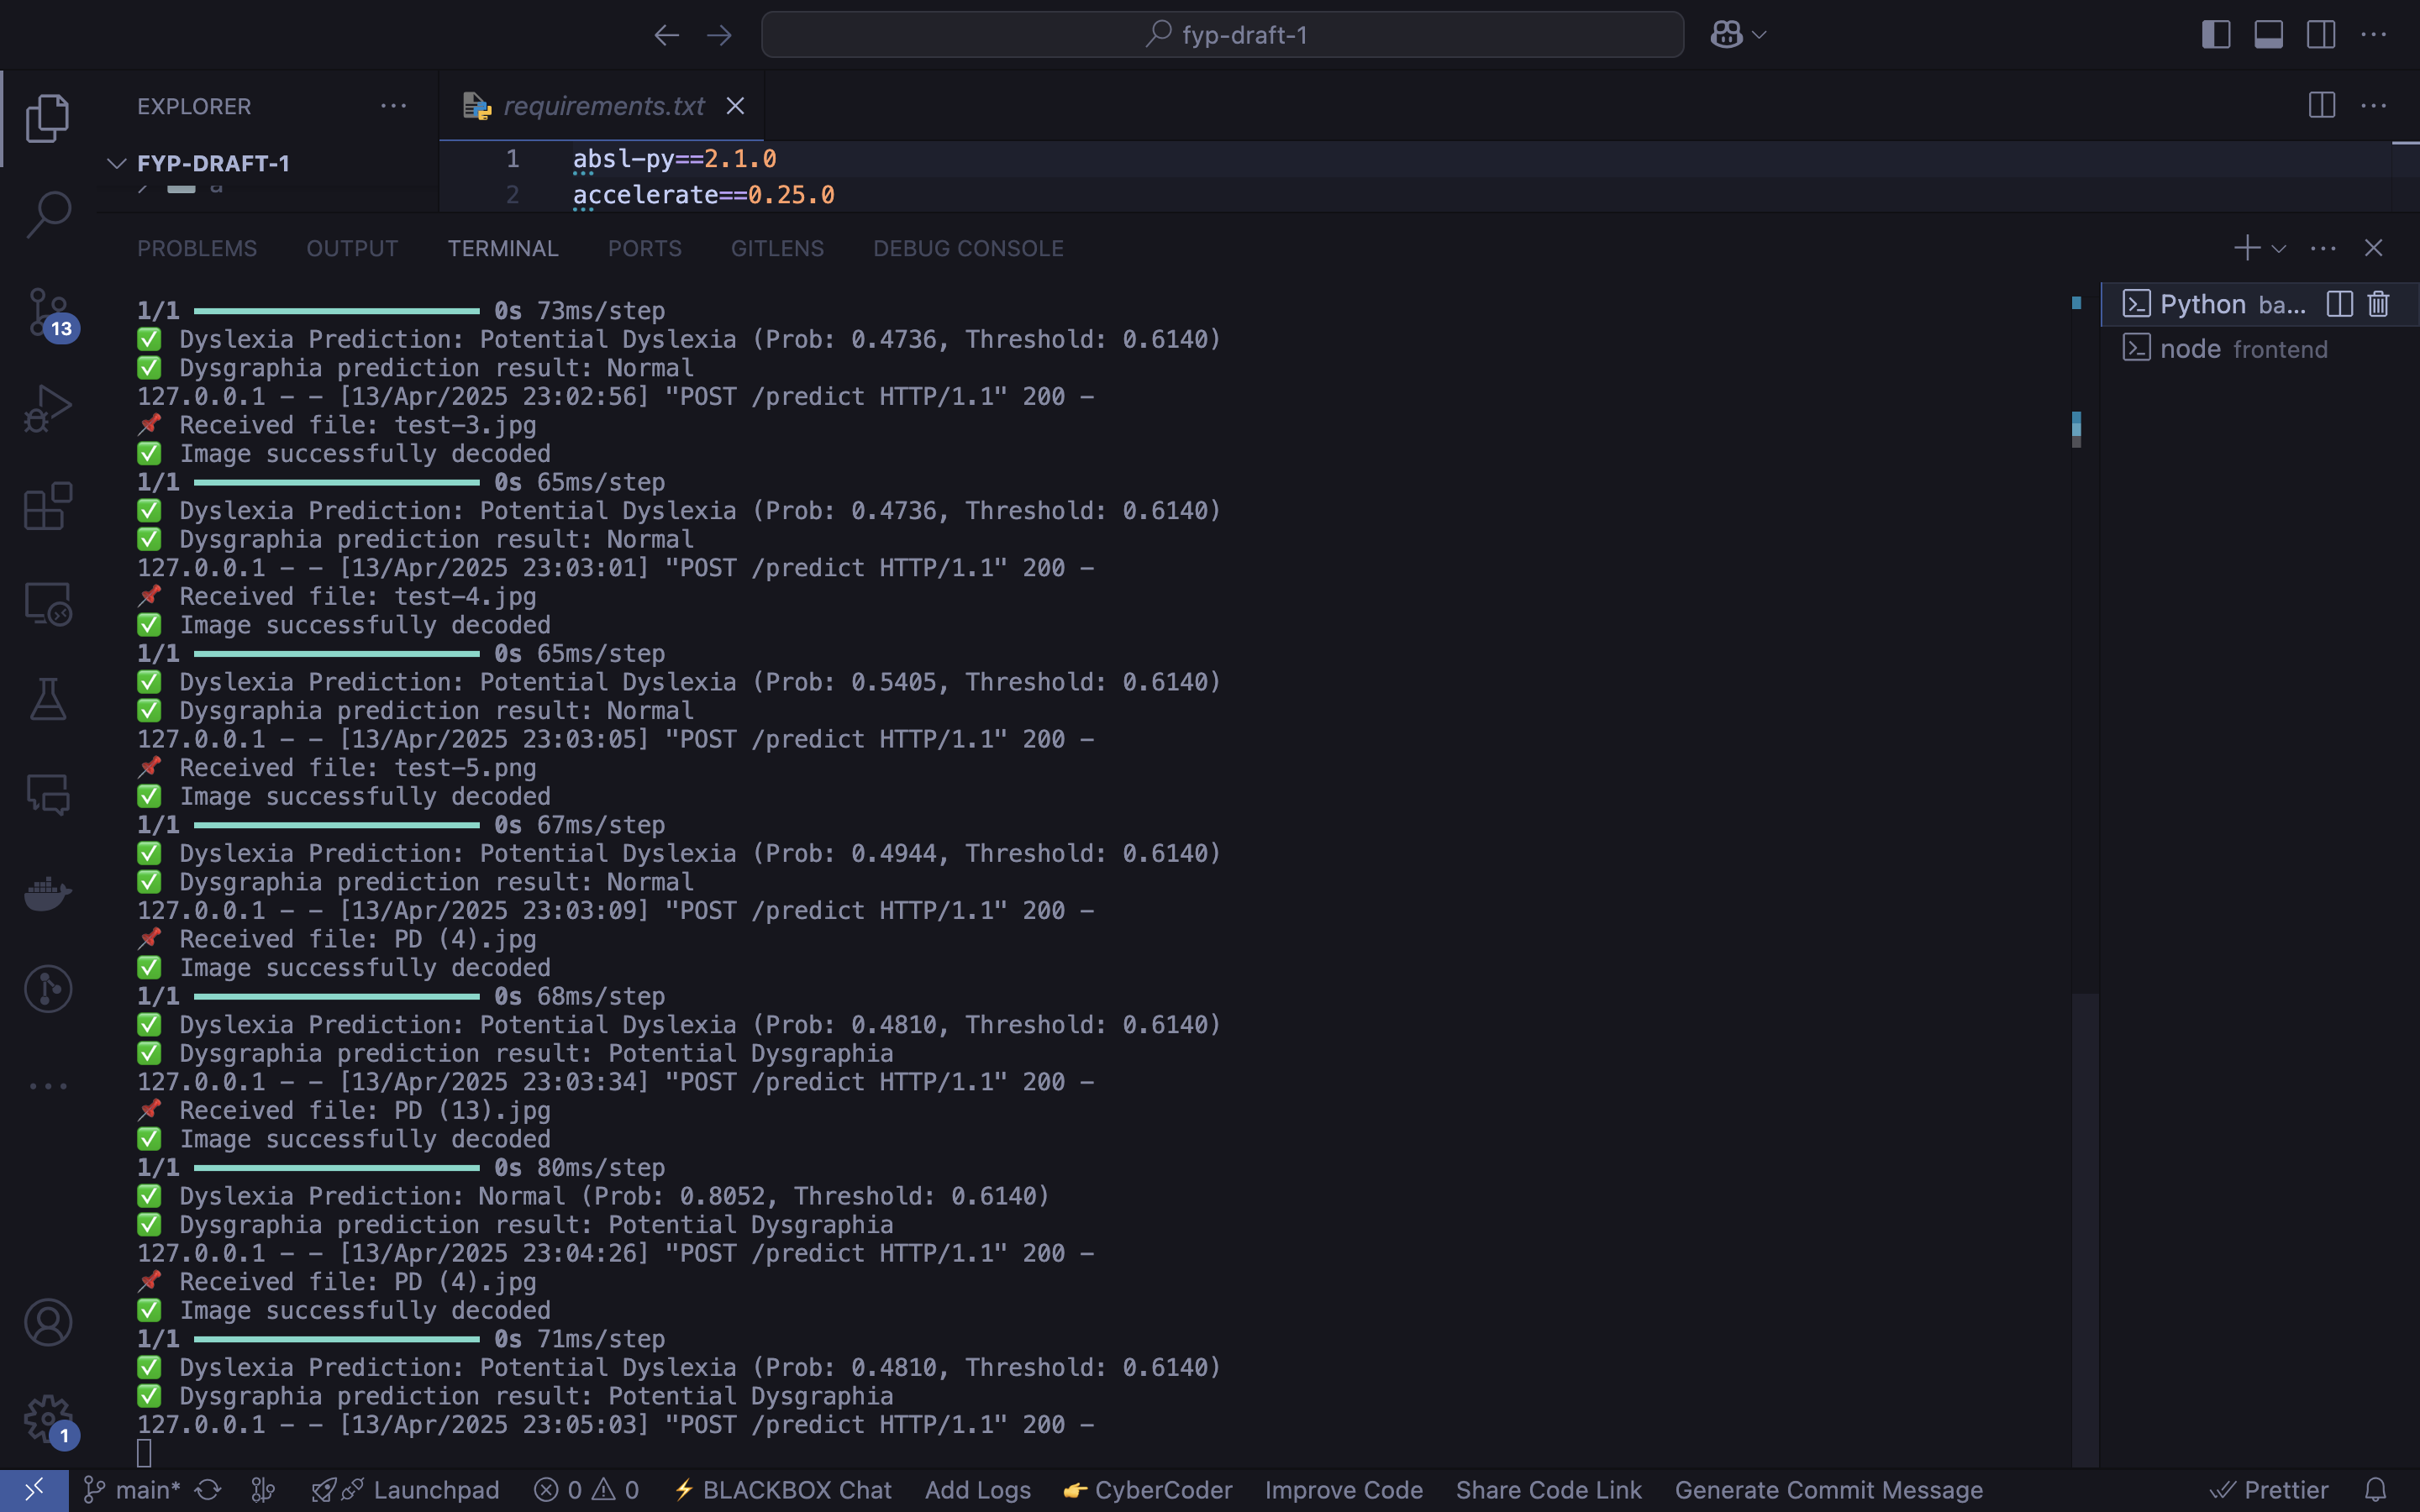 fyp-draft-1
EXPLORER
requirements.txt
FYP-DRAFT-1
1 absl-py==2.1.0
2 accelerate==0.25.0
PROBLEMS OUTPUT TERMINAL PORTS GITLENS DEBUG CONSOLE
1/1 0s 73ms/step
✅ Dyslexia Prediction: Potential Dyslexia (Prob: 0.4736, Threshold: 0.6140)
✅ Dysgraphia prediction result: Normal
127.0.0.1 - - [13/Apr/2025 23:02:56] "POST /predict HTTP/1.1" 200 -
📌 Received file: test-3.jpg
✅ Image successfully decoded
1/1 0s 65ms/step
✅ Dyslexia Prediction: Potential Dyslexia (Prob: 0.4736, Threshold: 0.6140)
✅ Dysgraphia prediction result: Normal
127.0.0.1 - - [13/Apr/2025 23:03:01] "POST /predict HTTP/1.1" 200 -
📌 Received file: test-4.jpg
✅ Image successfully decoded
1/1 0s 65ms/step
✅ Dyslexia Prediction: Potential Dyslexia (Prob: 0.5405, Threshold: 0.6140)
✅ Dysgraphia prediction result: Normal
127.0.0.1 - - [13/Apr/2025 23:03:05] "POST /predict HTTP/1.1" 200 -
📌 Received file: test-5.png
✅ Image successfully decoded
1/1 0s 67ms/step
✅ Dyslexia Prediction: Potential Dyslexia (Prob: 0.4944, Threshold: 0.6140)
✅ Dysgraphia prediction result: Normal
127.0.0.1 - - [13/Apr/2025 23:03:09] "POST /predict HTTP/1.1" 200 -
📌 Received file: PD (4).jpg
✅ Image successfully decoded
1/1 0s 68ms/step
✅ Dyslexia Prediction: Potential Dyslexia (Prob: 0.4810, Threshold: 0.6140)
✅ Dysgraphia prediction result: Potential Dysgraphia
127.0.0.1 - - [13/Apr/2025 23:03:34] "POST /predict HTTP/1.1" 200 -
📌 Received file: PD (13).jpg
✅ Image successfully decoded
1/1 0s 80ms/step
✅ Dyslexia Prediction: Normal (Prob: 0.8052, Threshold: 0.6140)
✅ Dysgraphia prediction result: Potential Dysgraphia
127.0.0.1 - - [13/Apr/2025 23:04:26] "POST /predict HTTP/1.1" 200 -
📌 Received file: PD (4).jpg
✅ Image successfully decoded
1/1 0s 71ms/step
✅ Dyslexia Prediction: Potential Dyslexia (Prob: 0.4810, Threshold: 0.6140)
✅ Dysgraphia prediction result: Potential Dysgraphia
127.0.0.1 - - [13/Apr/2025 23:05:03] "POST /predict HTTP/1.1" 200 -
Python ba...
node frontend
13
1
main* Launchpad 0 0 BLACKBOX Chat Add Logs CyberCoder Improve Code Share Code Link Generate Commit Message Prettier